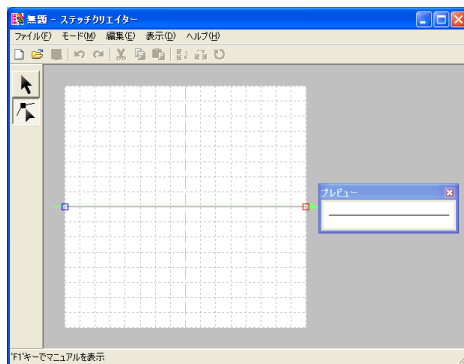 無題 - ステッチクリエイター
ファイル(F) モード(M) 編集(E) 表示(D) ヘルプ(H)
プレビュー
'F1'キーでマニュアルを表示